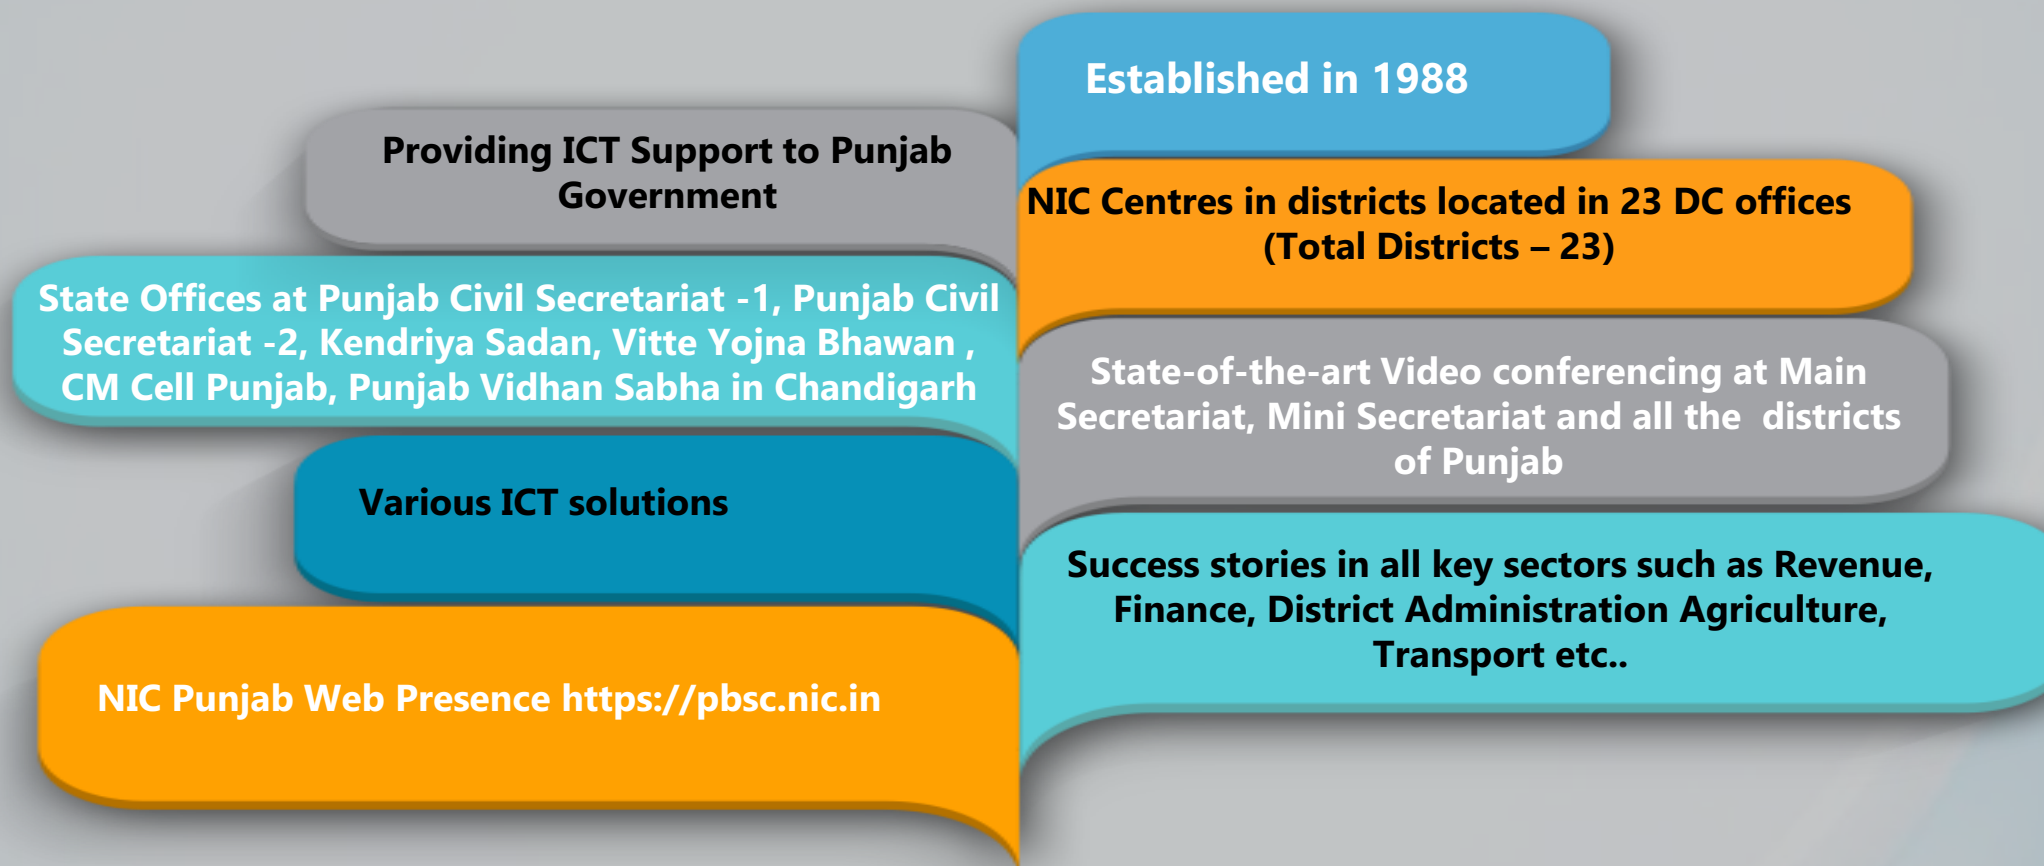 Established in 1988
Providing ICT Support to Punjab
Government
NIC Centres in districts located in 23 DC offices
(Total Districts – 23)
State Offices at Punjab Civil Secretariat -1, Punjab Civil
Secretariat -2, Kendriya Sadan, Vitte Yojna Bhawan ,
CM Cell Punjab, Punjab Vidhan Sabha in Chandigarh
State-of-the-art Video conferencing at Main
Secretariat, Mini Secretariat and all the  districts
of Punjab
Various ICT solutions
Success stories in all key sectors such as Revenue,
Finance, District Administration Agriculture,
Transport etc..
NIC Punjab Web Presence https://pbsc.nic.in